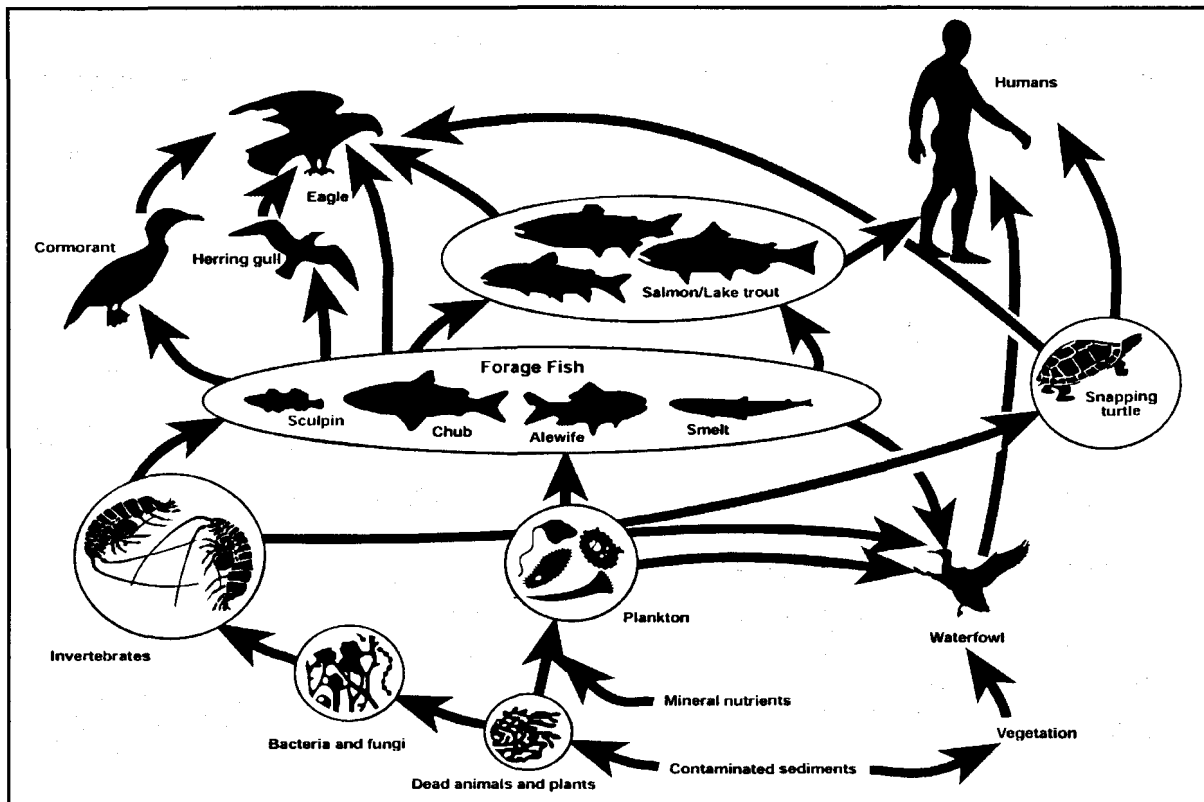 Humans
Eagle
Cormorant
Herring gull
Salmon/Lake trout
Forage Fish
Sculpin
Chub
Alewife
Smelt
Snapping
turtle
Plankton
Waterfowl
Invertebrates
Mineral nutrients
Vegetation
Bacteria and fungi
Contaminated sediments
Dead animals and plants